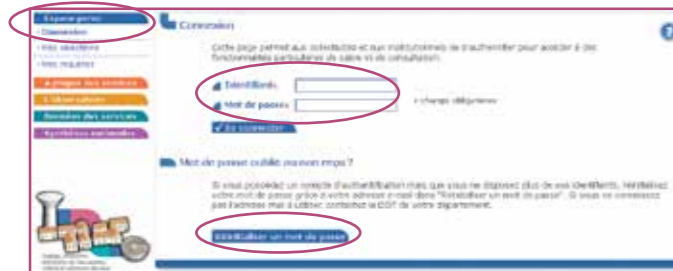 Espace perso
Connexion
Mes sélections
Mes requêtes
A propos des services
L'observatoire
Données des services
Synthèses nationales
Connexion
Cette page permet aux collectivités et aux institutionnels de s'authentifier pour accéder à des
fonctionnalités particulières de saisie et de consultation.
Identifiant*
Mot de passe*
* champs obligatoires
Se connecter
Mot de passe oublié ou non reçu ?
Si vous possédez un compte d'authentification mais que vous ne disposez plus de vos identifiants, réinitialisez
votre mot de passe grâce à votre adresse e-mail dans "Réinitialiser un mot de passe". Si vous ne connaissez
pas l'adresse mail à utiliser, contactez la DDT de votre département.
Réinitialiser un mot de passe